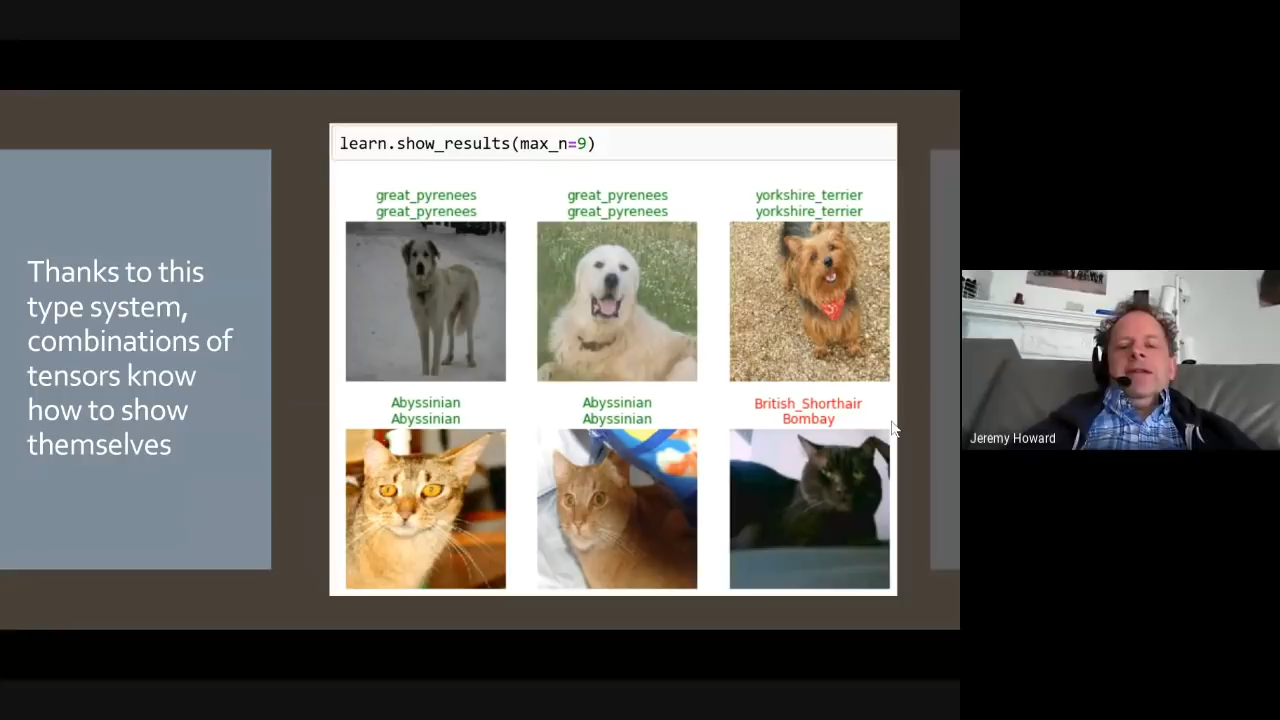 Thanks to this
type system,
combinations of
tensors know
how to show
themselves
learn.show_results(max_n=9)
great_pyrenees
great_pyrenees
great_pyrenees
great_pyrenees
yorkshire_terrier
yorkshire_terrier
Abyssinian
Abyssinian
Abyssinian
Abyssinian
British_Shorthair
Bombay
Jeremy Howard